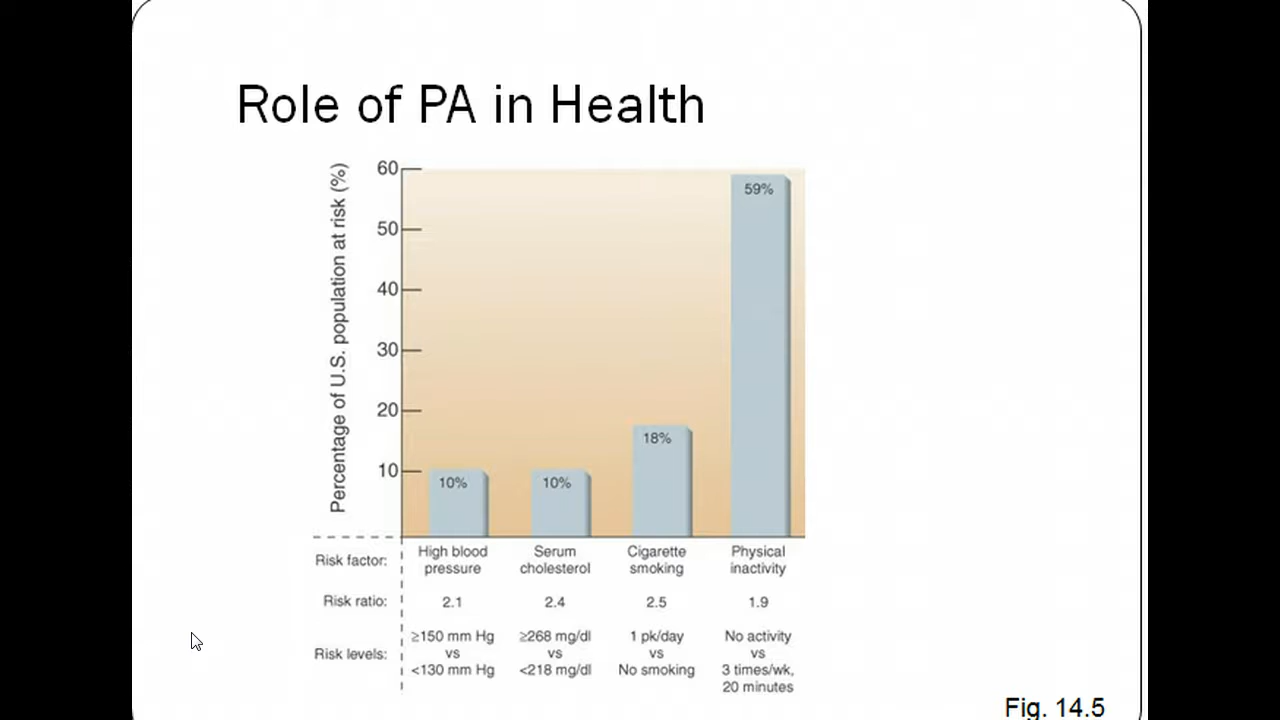 Role of PA in Health
Percentage of U.S. population at risk (%)
60
50
40
30
20
10
10%
10%
18%
59%
Risk factor:
High blood
pressure
Serum
cholesterol
Cigarette
smoking
Physical
inactivity
Risk ratio:
2.1
2.4
2.5
1.9
Risk levels:
≥150 mm Hg
vs
<130 mm Hg
≥268 mg/dl
vs
<218 mg/dl
1 pk/day
vs
No smoking
No activity
vs
3 times/wk,
20 minutes
Fig. 14.5